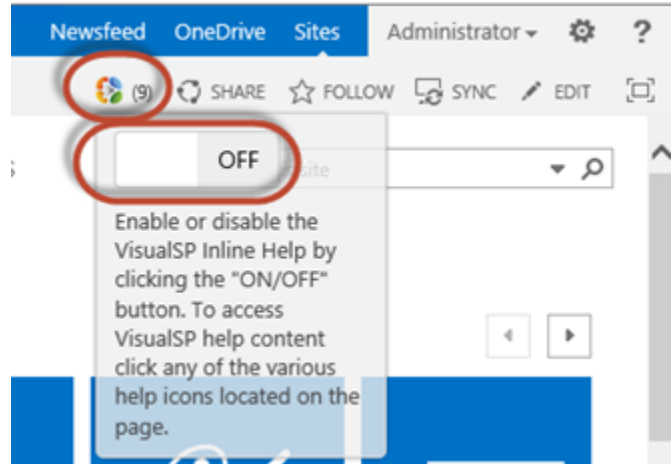 Newsfeed OneDrive Sites Administrator ?
(9) SHARE FOLLOW SYNC EDIT
OFF
site
Enable or disable the
VisualSP Inline Help by
clicking the "ON/OFF"
button. To access
VisualSP help content
click any of the various
help icons located on the
page.